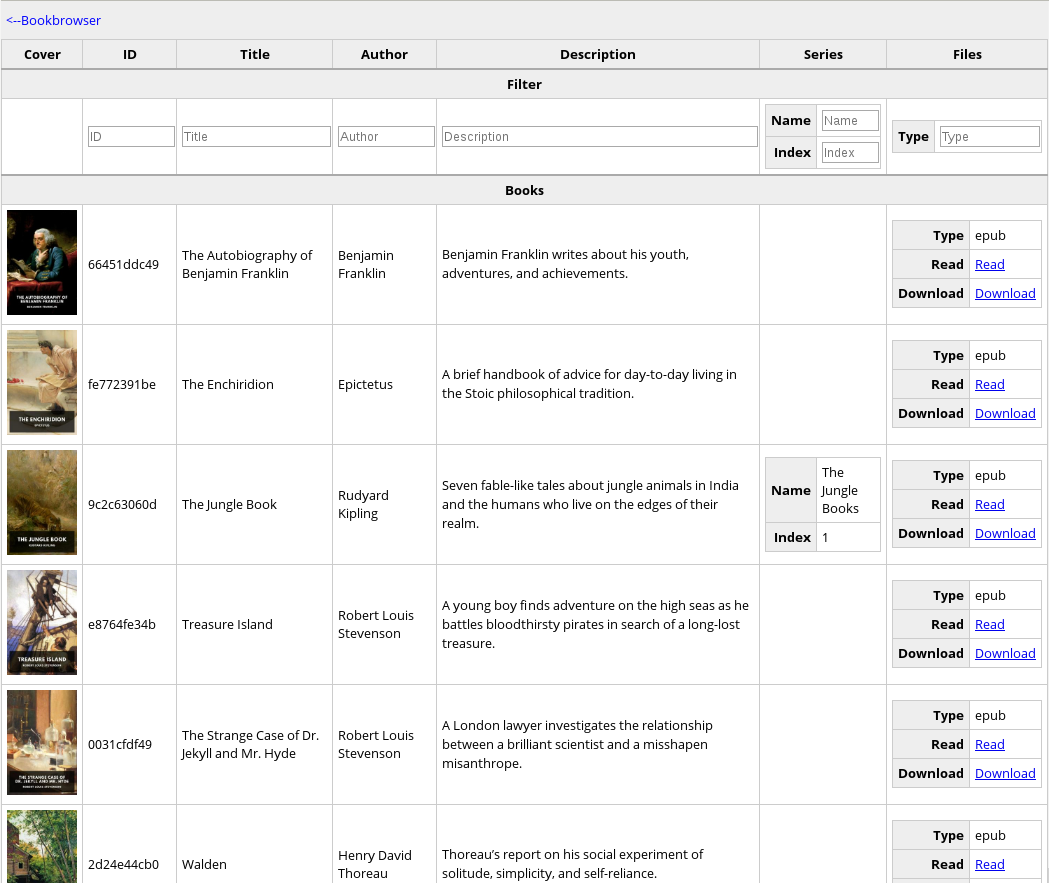 <--Bookbrowser
Cover ID Title Author Description Series Files
Filter
ID Title Author Description Name Name Index Index Type Type
Books
THE AUTOBIOGRAPHY OF
BENJAMIN FRANKLIN
BENJAMIN FRANKLIN
66451ddc49
The Autobiography of
Benjamin Franklin
Benjamin
Franklin
Benjamin Franklin writes about his youth,
adventures, and achievements.
Type epub
Read Read
Download Download
THE ENCHIRIDION
EPICTETUS
fe772391be
The Enchiridion
Epictetus
A brief handbook of advice for day-to-day living in
the Stoic philosophical tradition.
Type epub
Read Read
Download Download
THE JUNGLE BOOK
RUDYARD KIPLING
9c2c63060d
The Jungle Book
Rudyard
Kipling
Seven fable-like tales about jungle animals in India
and the humans who live on the edges of their
realm.
Name The
Jungle
Books
Index 1
Type epub
Read Read
Download Download
TREASURE ISLAND
ROBERT LOUIS STEVENSON
e8764fe34b
Treasure Island
Robert Louis
Stevenson
A young boy finds adventure on the high seas as he
battles bloodthirsty pirates in search of a long-lost
treasure.
Type epub
Read Read
Download Download
THE STRANGE CASE OF
DR. JEKYLL AND MR. HYDE
ROBERT LOUIS STEVENSON
0031cfdf49
The Strange Case of Dr.
Jekyll and Mr. Hyde
Robert Louis
Stevenson
A London lawyer investigates the relationship
between a brilliant scientist and a misshapen
misanthrope.
Type epub
Read Read
Download Download
2d24e44cb0
Walden
Henry David
Thoreau
Thoreau’s report on his social experiment of
solitude, simplicity, and self-reliance.
Type epub
Read Read